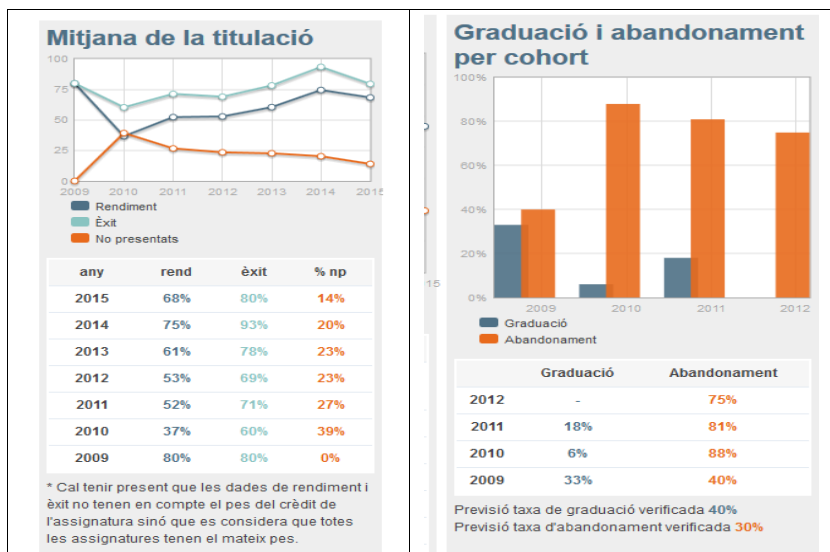 Mitjana de la titulació
100
75
50
25
0
2009 2010 2011 2012 2013 2014 2015
Rendiment
Èxit
No presentats
any rend èxit % np
2015 68% 80% 14%
2014 75% 93% 20%
2013 61% 78% 23%
2012 53% 69% 23%
2011 52% 71% 27%
2010 37% 60% 39%
2009 80% 80% 0%
* Cal tenir present que les dades de rendiment i
èxit no tenen en compte el pes del crèdit de
l'assignatura sinó que es considera que totes
les assignatures tenen el mateix pes.
15
Graduació i abandonament
per cohort
100%
80%
60%
40%
20%
0%
2009 2010 2011 2012
Graduació
Abandonament
Graduació Abandonament
2012 - 75%
2011 18% 81%
2010 6% 88%
2009 33% 40%
Previsió taxa de graduació verificada 40%
Previsió taxa d'abandonament verificada 30%